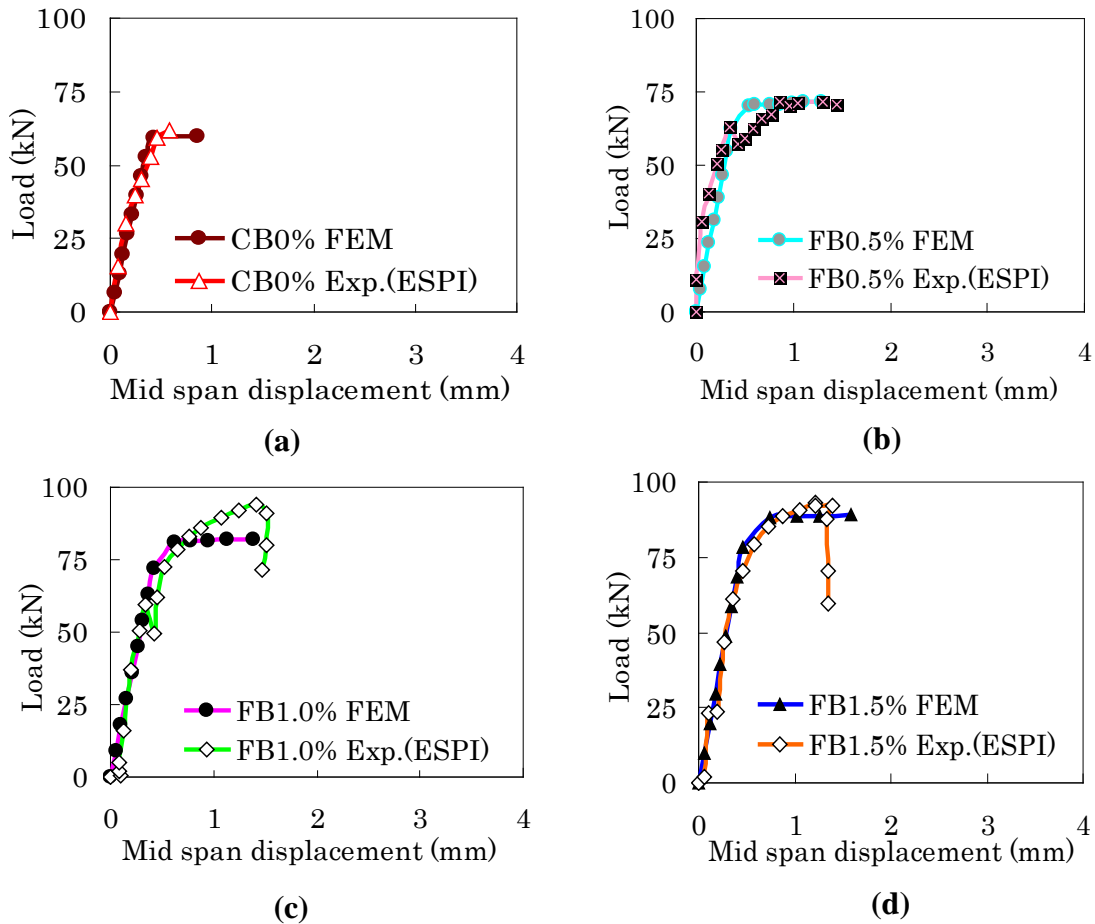 100
75
50
25
0
Load (kN)
CB0% FEM
CB0% Exp.(ESPI)
0 1 2 3 4
Mid span displacement (mm)
(a)
100
75
50
25
0
Load (kN)
FB0.5% FEM
FB0.5% Exp.(ESPI)
0 1 2 3 4
Mid span displacement (mm)
(b)
100
75
50
25
0
Load (kN)
FB1.0% FEM
FB1.0% Exp.(ESPI)
0 1 2 3 4
Mid span displacement (mm)
(c)
100
75
50
25
0
Load (kN)
FB1.5% FEM
FB1.5% Exp.(ESPI)
0 1 2 3 4
Mid span displacement (mm)
(d)